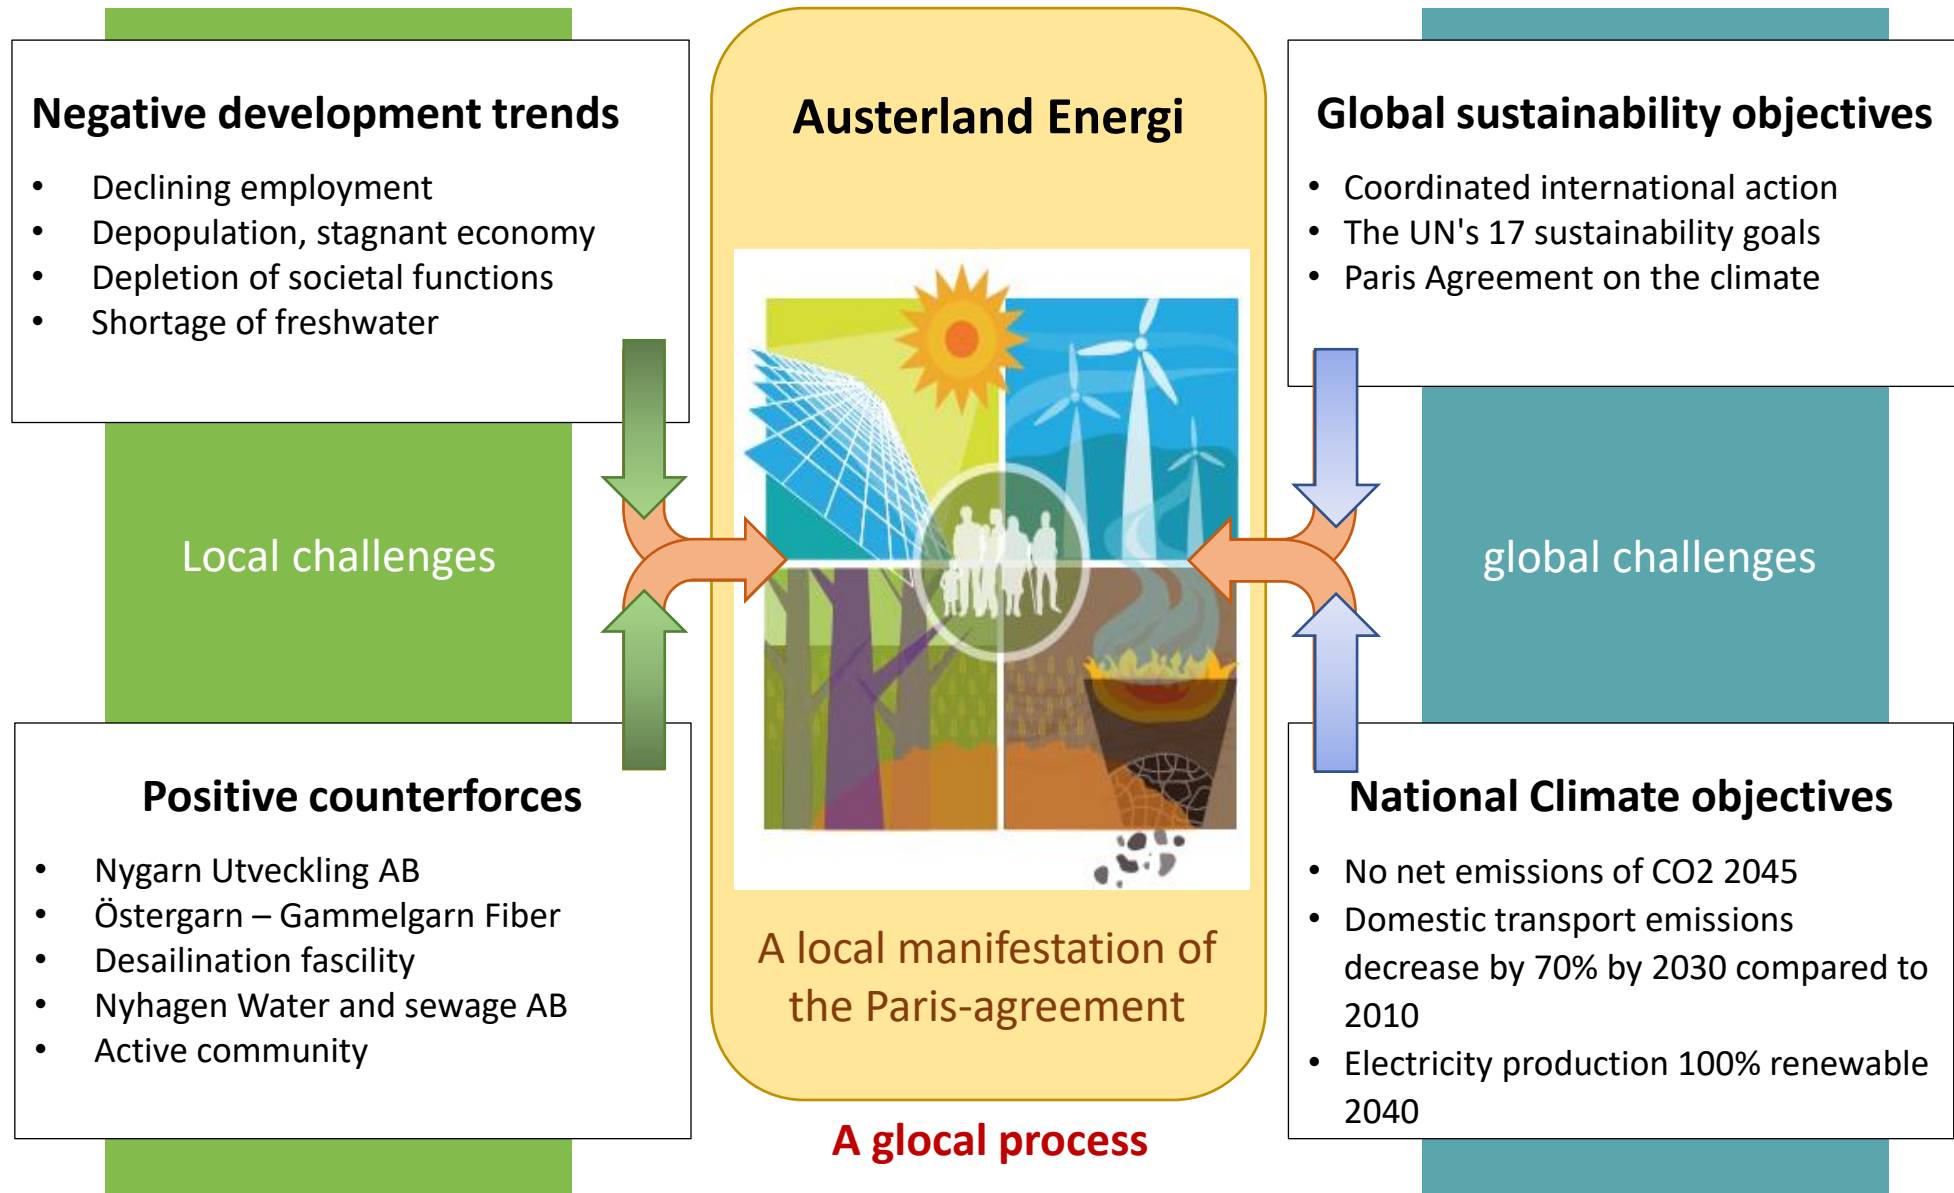 Negative development trends
• Declining employment
• Depopulation, stagnant economy
• Depletion of societal functions
• Shortage of freshwater
Local challenges
Positive counterforces
• Nygarn Utveckling AB
• Östergarn – Gammelgarn Fiber
• Desailination fascility
• Nyhagen Water and sewage AB
• Active community
Austerland Energi
A local manifestation of
the Paris-agreement
A glocal process
Global sustainability objectives
• Coordinated international action
• The UN's 17 sustainability goals
• Paris Agreement on the climate
global challenges
National Climate objectives
• No net emissions of CO2 2045
• Domestic transport emissions
decrease by 70% by 2030 compared to
2010
• Electricity production 100% renewable
2040